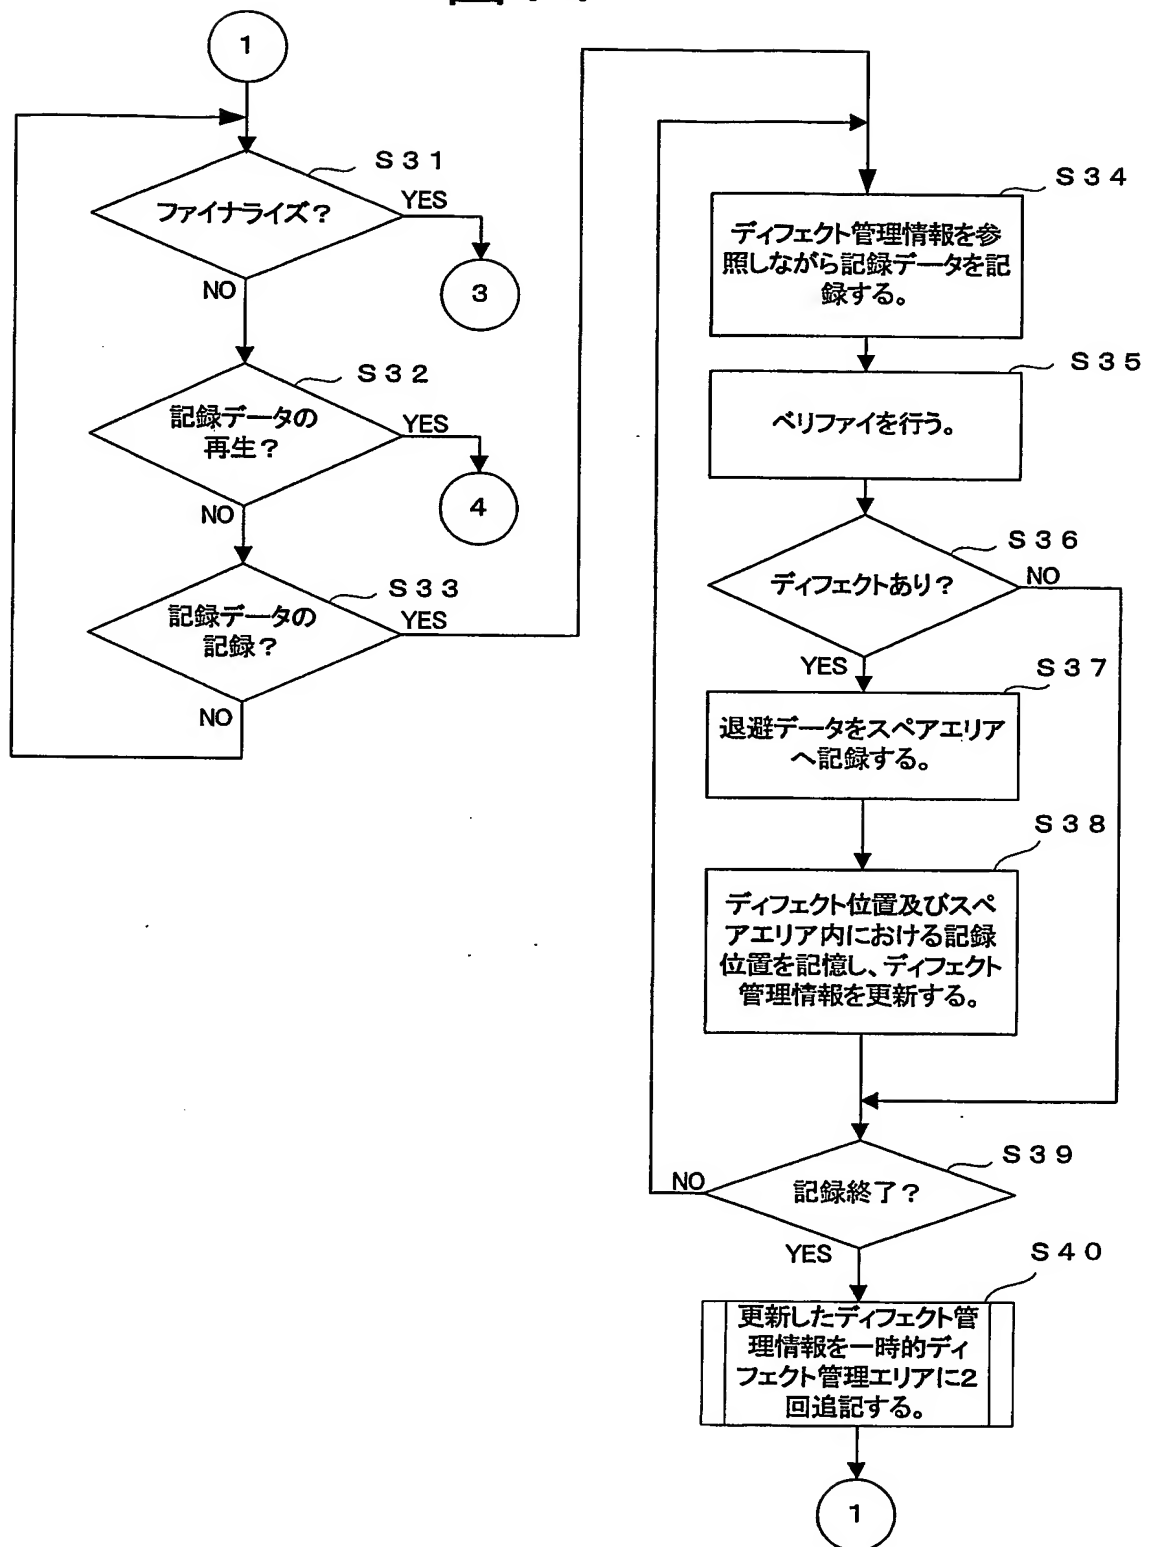 1
S31
ファイナライズ?
YES
3
NO
S32
記録データの
再生?
YES
4
NO
S33
記録データの
記録?
YES
NO
S34
ディフェクト管理情報を参
照しながら記録データを記
録する。
S35
ベリファイを行う。
S36
ディフェクトあり?
NO
YES
S37
退避データをスペアエリア
へ記録する。
S38
ディフェクト位置及びスペ
アエリア内における記録
位置を記憶し、ディフェクト
管理情報を更新する。
S39
記録終了?
NO
YES
S40
更新したディフェクト管
理情報を一時的ディ
フェクト管理エリアに2
回追記する。
1